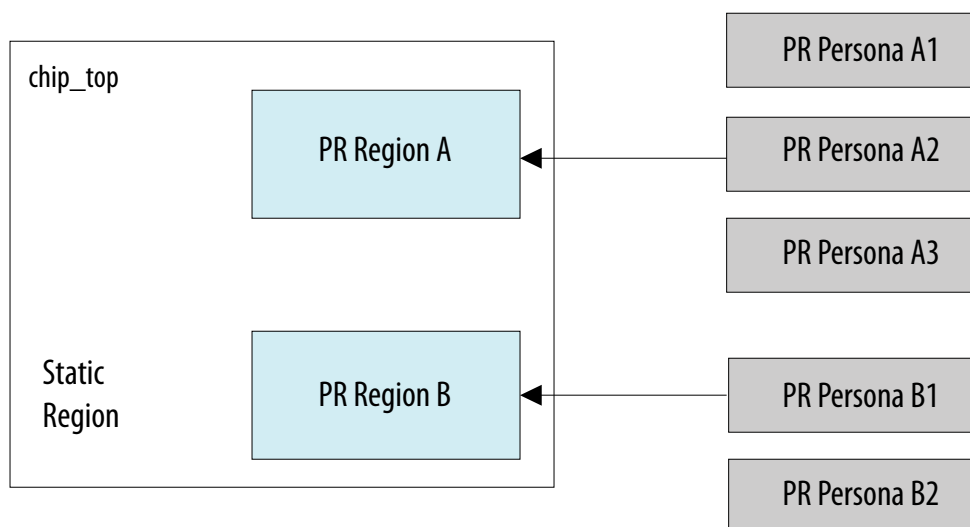 chip_top
PR Region A
Static
Region
PR Region B
PR Persona A1
PR Persona A2
PR Persona A3
PR Persona B1
PR Persona B2